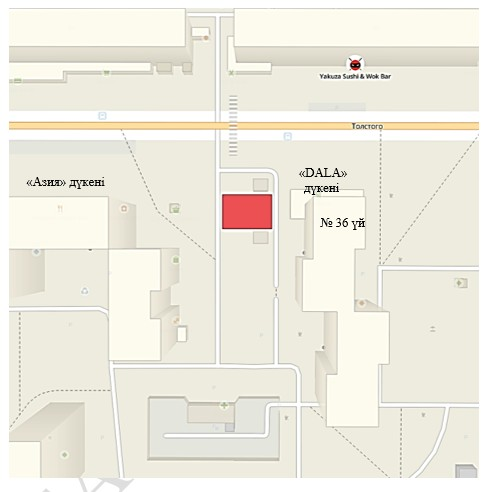 Yakuza Sushi & Wok Bar
Толстого
«Азия» дүкені
«DALA»
дүкені
№ 36 үй